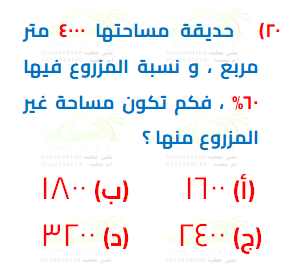 ٢٠) حديقة مساحتها ٤٠٠٠ متر
مربع ، و نسبة المزروع فيها
٦٠% ، فكم تكون مساحة غير
المزروع منها ؟
(أ) ١٦٠٠ (ب) ١٨٠٠
(ج) ٢٤٠٠ (د) ٣٢٠٠